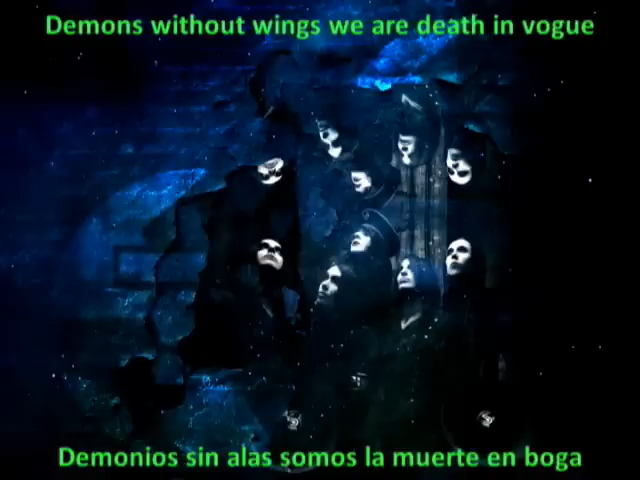 Demons without wings we are death in vogue
Demonios sin alas somos la muerte en boga